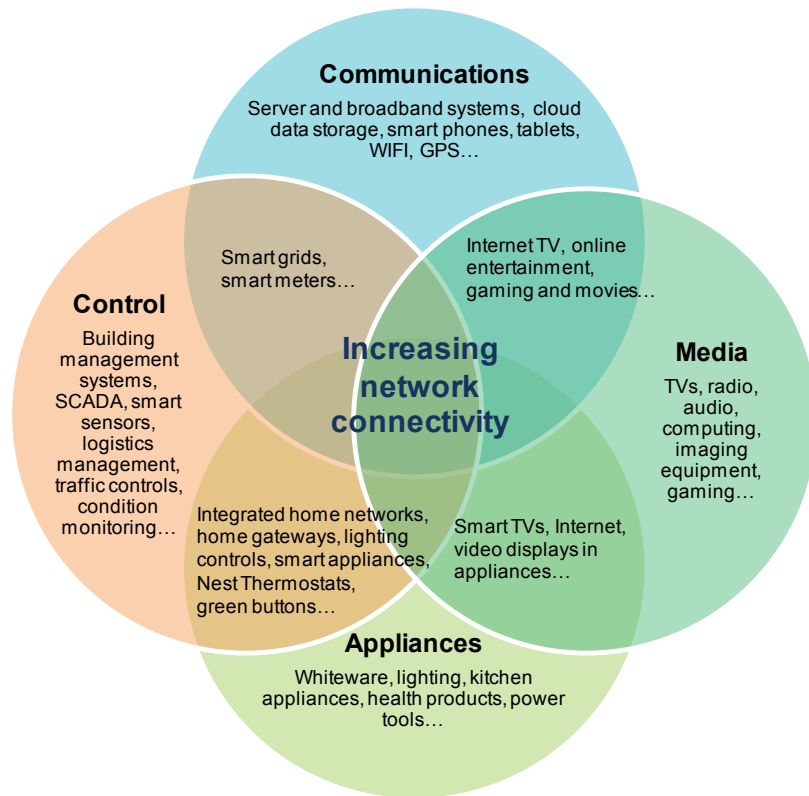 Communications
Server and broadband systems, cloud
data storage, smart phones, tablets,
WIFI, GPS…
Smart grids,
smart meters…
Internet TV, online
entertainment,
gaming and movies…
Control
Building
management
systems,
SCADA, smart
sensors,
logistics
management,
traffic controls,
condition
monitoring…
Increasing
network
connectivity
Media
TVs, radio,
audio,
computing,
imaging
equipment,
gaming…
Integrated home networks,
home gateways, lighting
controls, smart appliances,
Nest Thermostats,
green buttons…
Smart TVs, Internet,
video displays in
appliances…
Appliances
Whiteware, lighting, kitchen
appliances, health products, power
tools…